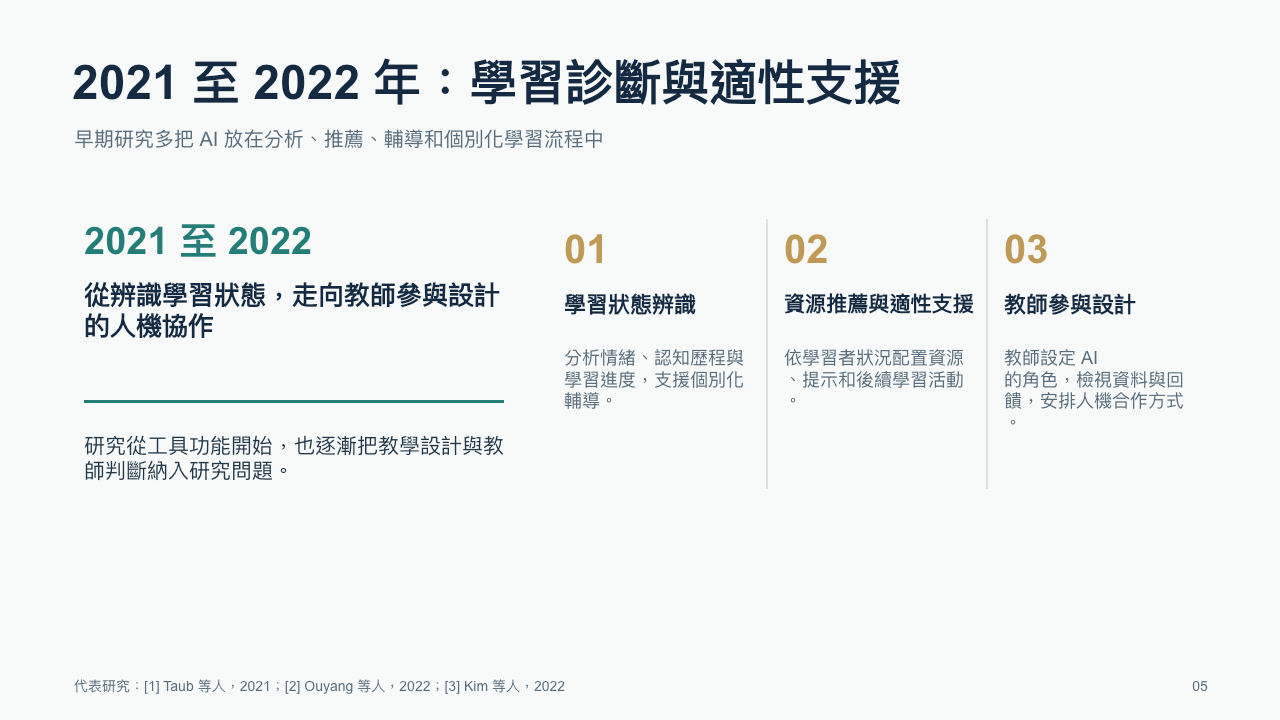 2021 至 2022 年：學習診斷與適性支援
早期研究多把 AI 放在分析、推薦、輔導和個別化學習流程中
2021 至 2022
從辨識學習狀態，走向教師參與設計
的人機協作
研究從工具功能開始，也逐漸把教學設計與教
師判斷納入研究問題。
01
學習狀態辨識
分析情緒、認知歷程與
學習進度，支援個別化
輔導。
02
資源推薦與適性支援
依學習者狀況配置資源
、提示和後續學習活動
。
03
教師參與設計
教師設定 AI
的角色，檢視資料與回
饋，安排人機合作方式
。
代表研究：[1] Taub 等人，2021；[2] Ouyang 等人，2022；[3] Kim 等人，2022
05